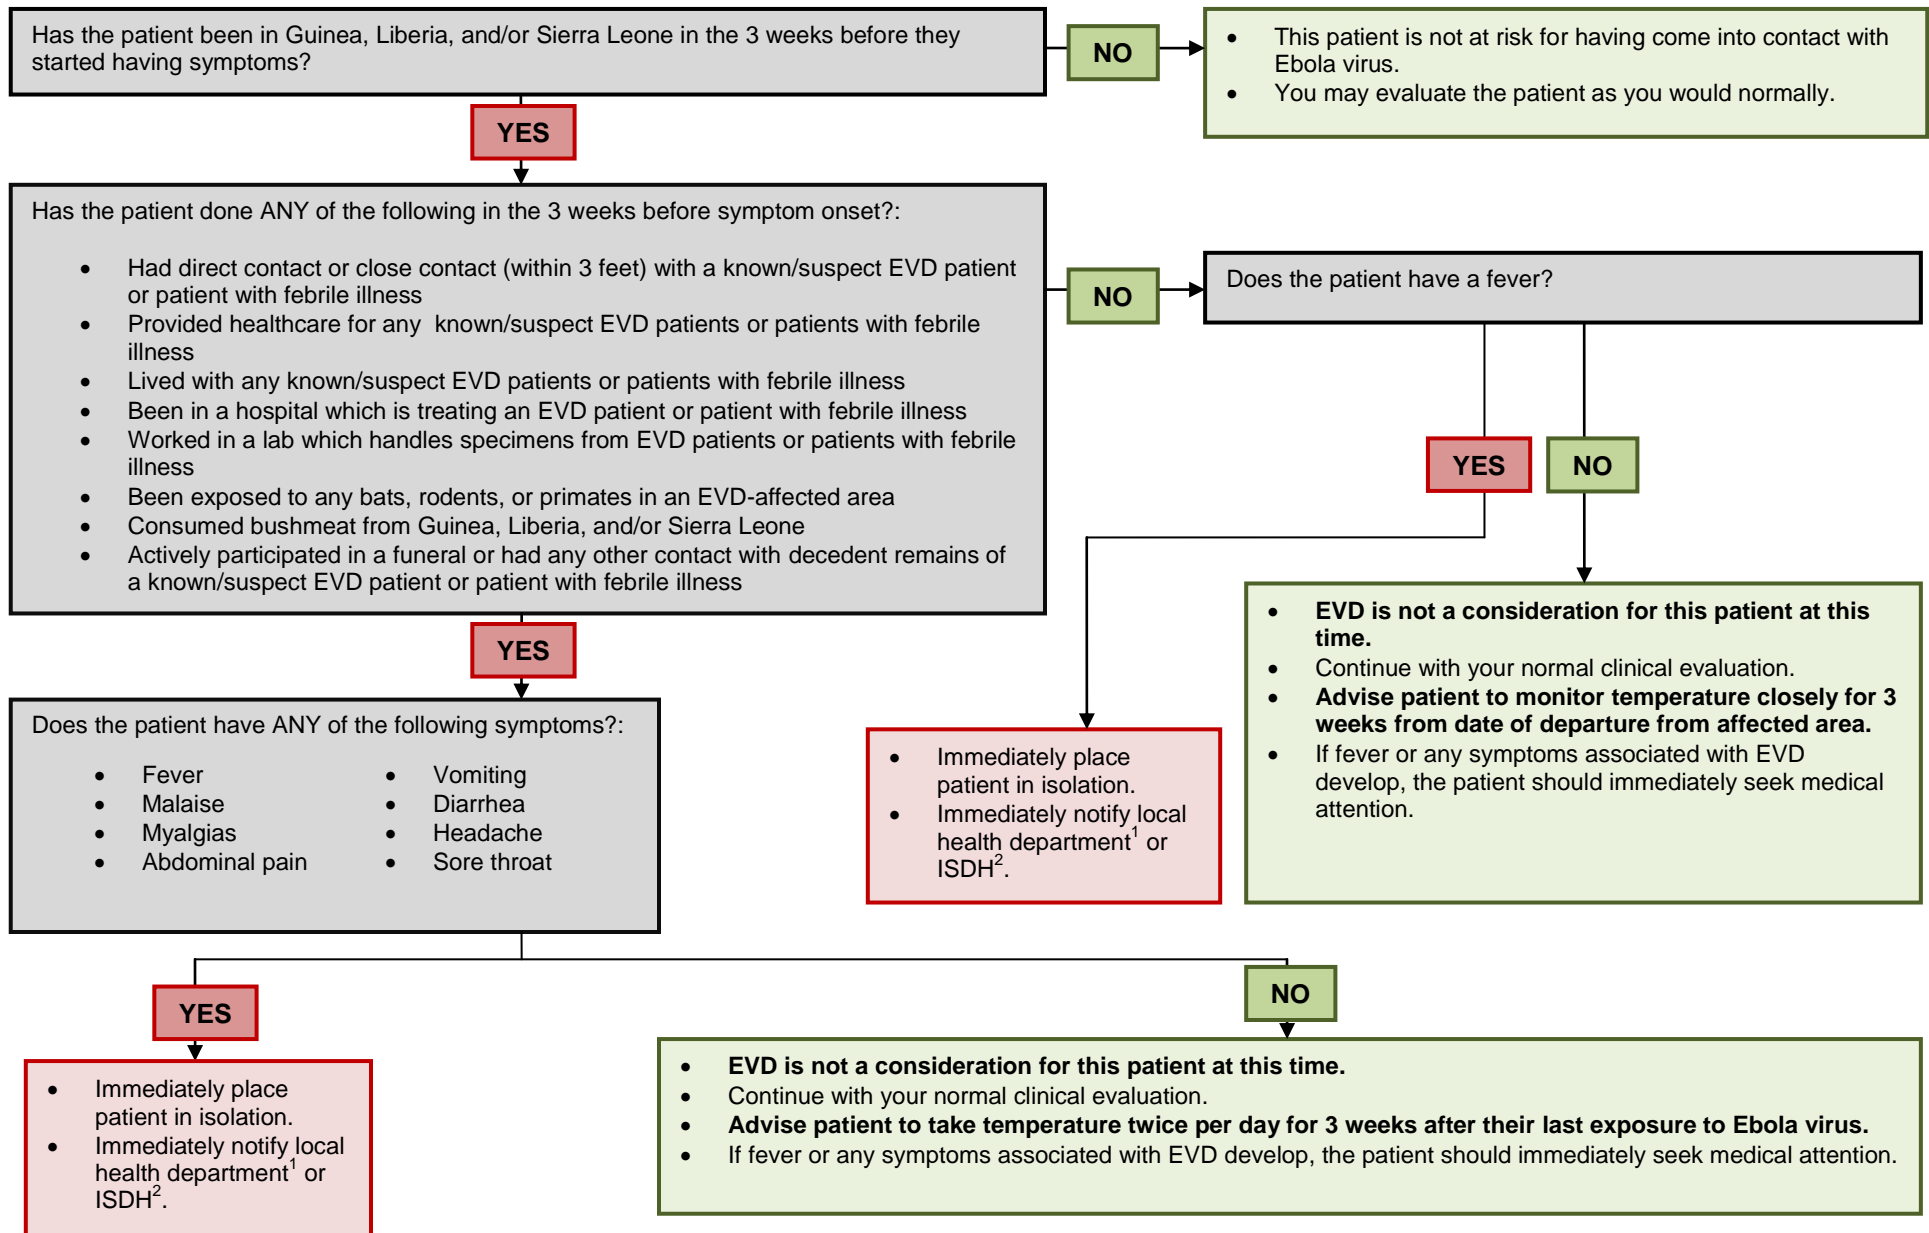 Has the patient been in Guinea, Liberia, and/or Sierra Leone in the 3 weeks before they
started having symptoms?
NO
• This patient is not at risk for having come into contact with
Ebola virus.
• You may evaluate the patient as you would normally.
YES
Has the patient done ANY of the following in the 3 weeks before symptom onset?:
• Had direct contact or close contact (within 3 feet) with a known/suspect EVD patient
or patient with febrile illness
• Provided healthcare for any known/suspect EVD patients or patients with febrile
illness
• Lived with any known/suspect EVD patients or patients with febrile illness
• Been in a hospital which is treating an EVD patient or patient with febrile illness
• Worked in a lab which handles specimens from EVD patients or patients with febrile
illness
• Been exposed to any bats, rodents, or primates in an EVD-affected area
• Consumed bushmeat from Guinea, Liberia, and/or Sierra Leone
• Actively participated in a funeral or had any other contact with decedent remains of
a known/suspect EVD patient or patient with febrile illness
NO
Does the patient have a fever?
YES
NO
• Immediately place
patient in isolation.
• Immediately notify local
health department1 or
ISDH2.
• EVD is not a consideration for this patient at this
time.
• Continue with your normal clinical evaluation.
• Advise patient to monitor temperature closely for 3
weeks from date of departure from affected area.
• If fever or any symptoms associated with EVD
develop, the patient should immediately seek medical
attention.
YES
Does the patient have ANY of the following symptoms?:
• Fever
• Malaise
• Myalgias
• Abdominal pain
• Vomiting
• Diarrhea
• Headache
• Sore throat
YES
• Immediately place
patient in isolation.
• Immediately notify local
health department1 or
ISDH2.
NO
• EVD is not a consideration for this patient at this time.
• Continue with your normal clinical evaluation.
• Advise patient to take temperature twice per day for 3 weeks after their last exposure to Ebola virus.
• If fever or any symptoms associated with EVD develop, the patient should immediately seek medical attention.